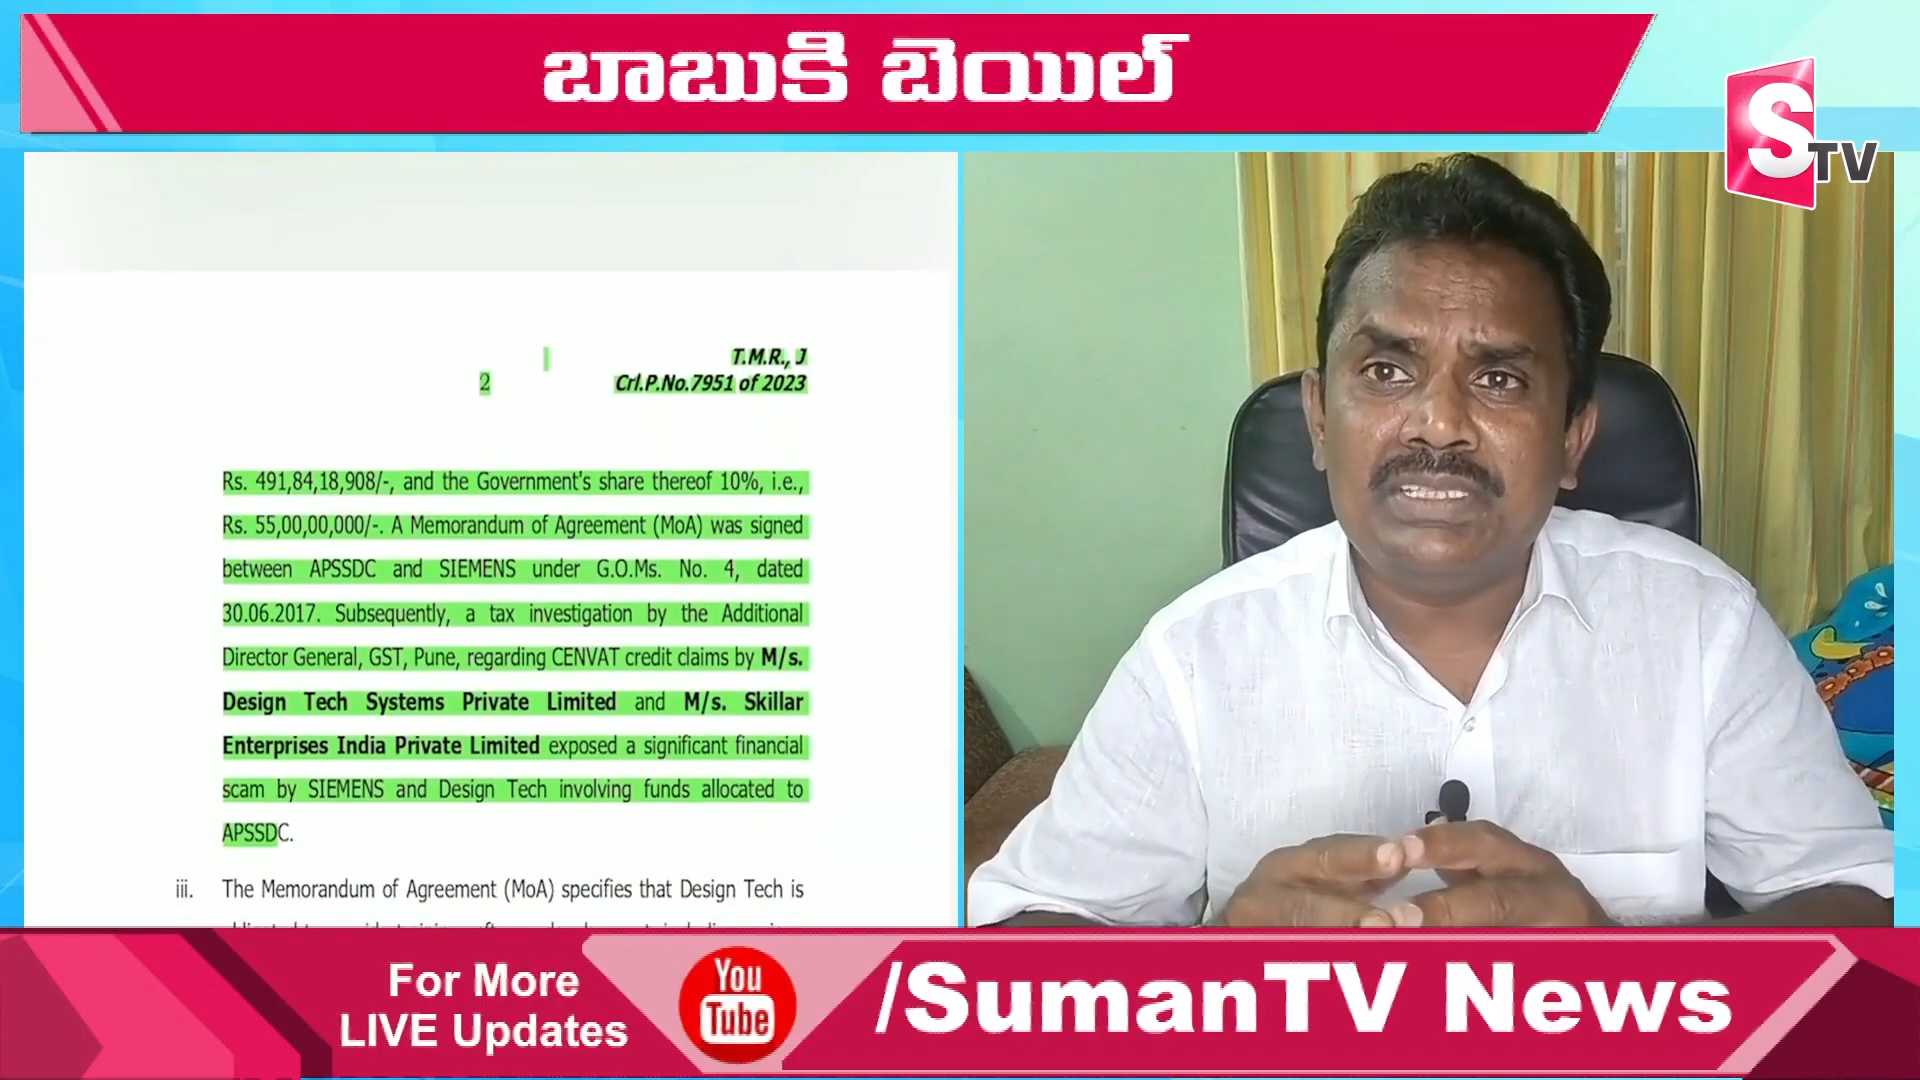 బాబుకి బెయిల్
S TV
T.M.R., J
2 Crl.P.No.7951 of 2023
Rs. 491,84,18,908/-, and the Government's share thereof 10%, i.e.,
Rs. 55,00,00,000/-. A Memorandum of Agreement (MoA) was signed
between APSSDC and SIEMENS under G.O.Ms. No. 4, dated
30.06.2017. Subsequently, a tax investigation by the Additional
Director General, GST, Pune, regarding CENVAT credit claims by M/s.
Design Tech Systems Private Limited and M/s. Skillar
Enterprises India Private Limited exposed a significant financial
scam by SIEMENS and Design Tech involving funds allocated to
APSSDC.
iii. The Memorandum of Agreement (MoA) specifies that Design Tech is
For More
LIVE Updates
You
Tube
/SumanTV News